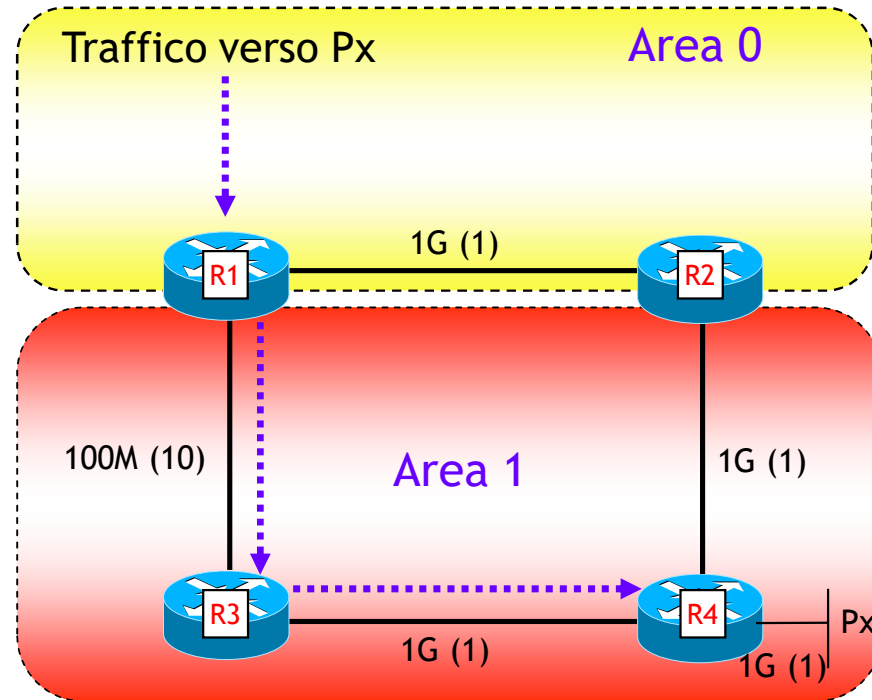 Traffico verso Px
Area 0
1G (1)
R1
R2
100M (10)
Area 1
1G (1)
R3
R4
Px
1G (1)
1G (1)